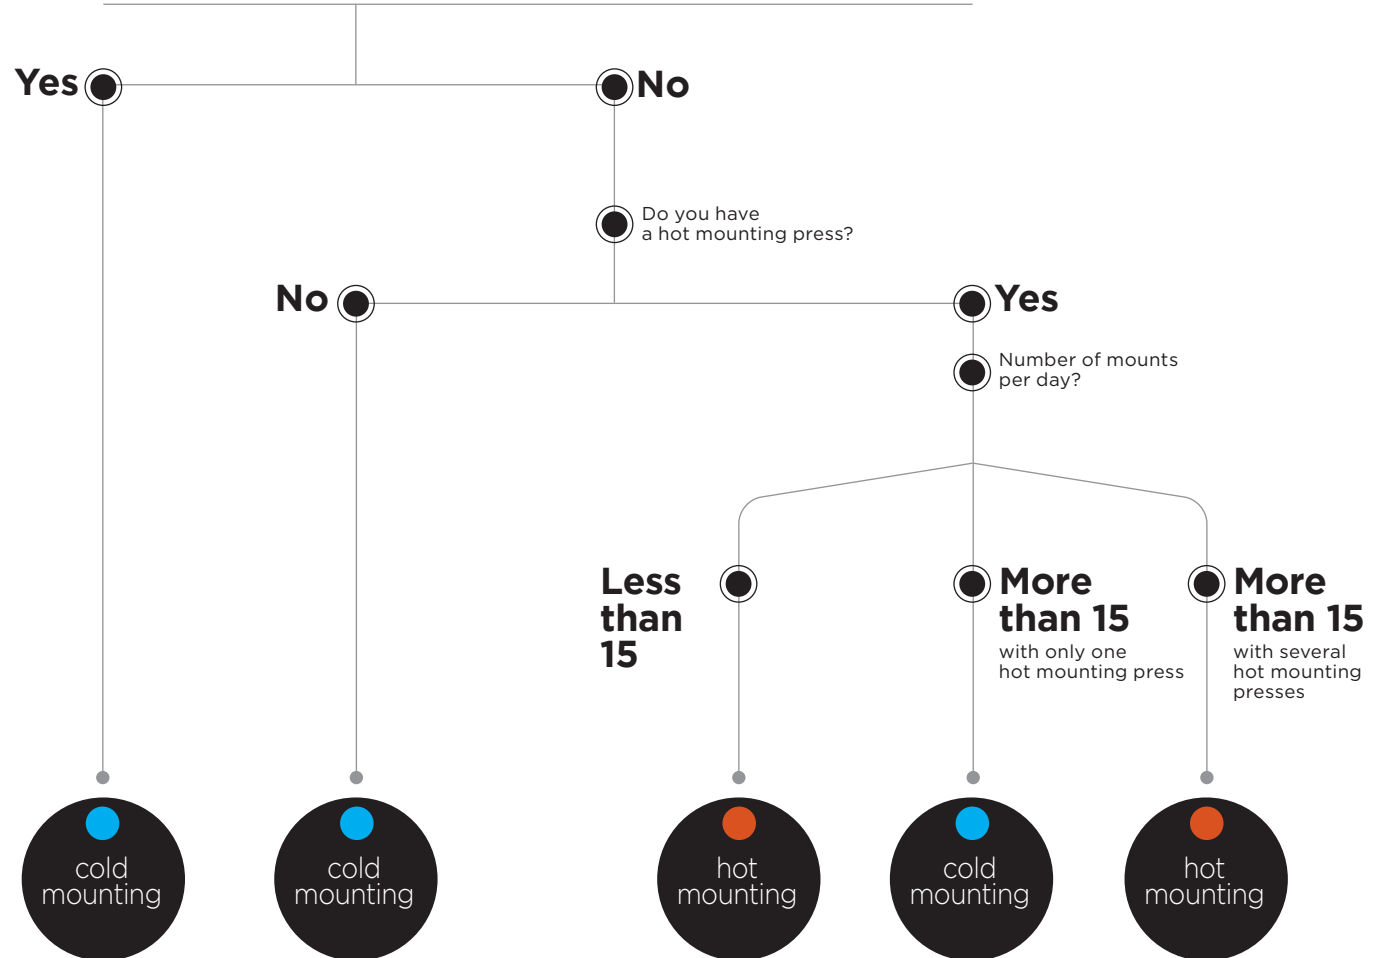 Yes
No
Do you have
a hot mounting press?
No
Yes
Number of mounts
per day?
Less
than
15
More
than 15
with only one
hot mounting press
More
than 15
with several
hot mounting
presses
cold
mounting
cold
mounting
hot
mounting
cold
mounting
hot
mounting